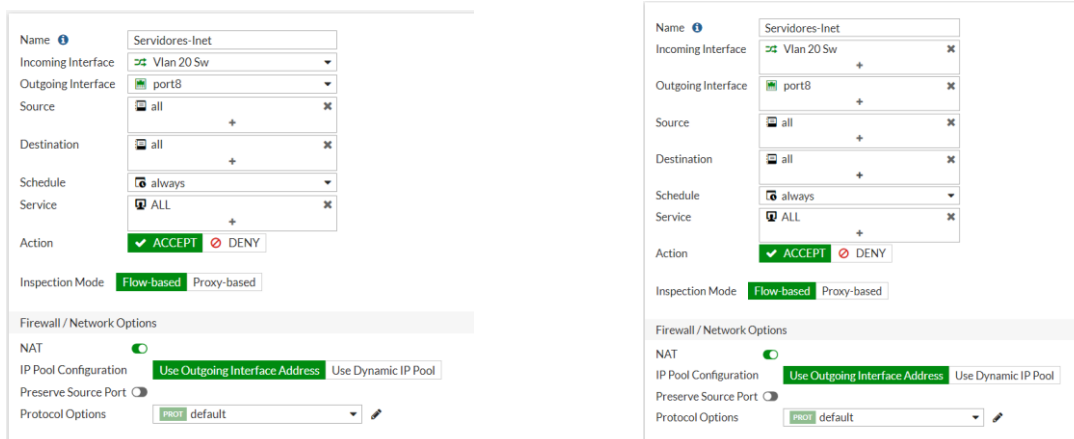 Name Servidores-Inet
Incoming Interface Vlan 20 Sw
Outgoing Interface port8
Source all
+
Destination all
+
Schedule always
Service ALL
+
Action ACCEPT DENY
Inspection Mode Flow-based Proxy-based
Firewall / Network Options
NAT
IP Pool Configuration Use Outgoing Interface Address Use Dynamic IP Pool
Preserve Source Port
Protocol Options PROT default
Name Servidores-Inet
Incoming Interface Vlan 20 Sw
+
Outgoing Interface port8
+
Source all
+
Destination all
+
Schedule always
Service ALL
+
Action ACCEPT DENY
Inspection Mode Flow-based Proxy-based
Firewall / Network Options
NAT
IP Pool Configuration Use Outgoing Interface Address Use Dynamic IP Pool
Preserve Source Port
Protocol Options PROT default